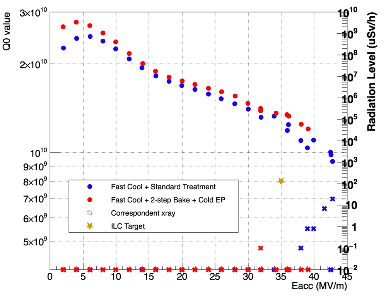 Q0 value
3×10¹⁰
2×10¹⁰
10¹⁰
9×10⁹
8×10⁹
7×10⁹
6×10⁹
5×10⁹
Fast Cool + Standard Treatment
Fast Cool + 2-step Bake + Cold EP
Correspondent xray
ILC Target
0 5 10 15 20 25 30 35 40 45
Eacc (MV/m)
10¹⁰
10⁹
10⁸
10⁷
10⁶
10⁵
10⁴
10³
10²
10
1
10⁻¹
10⁻²
Radiation Level (uSv/h)